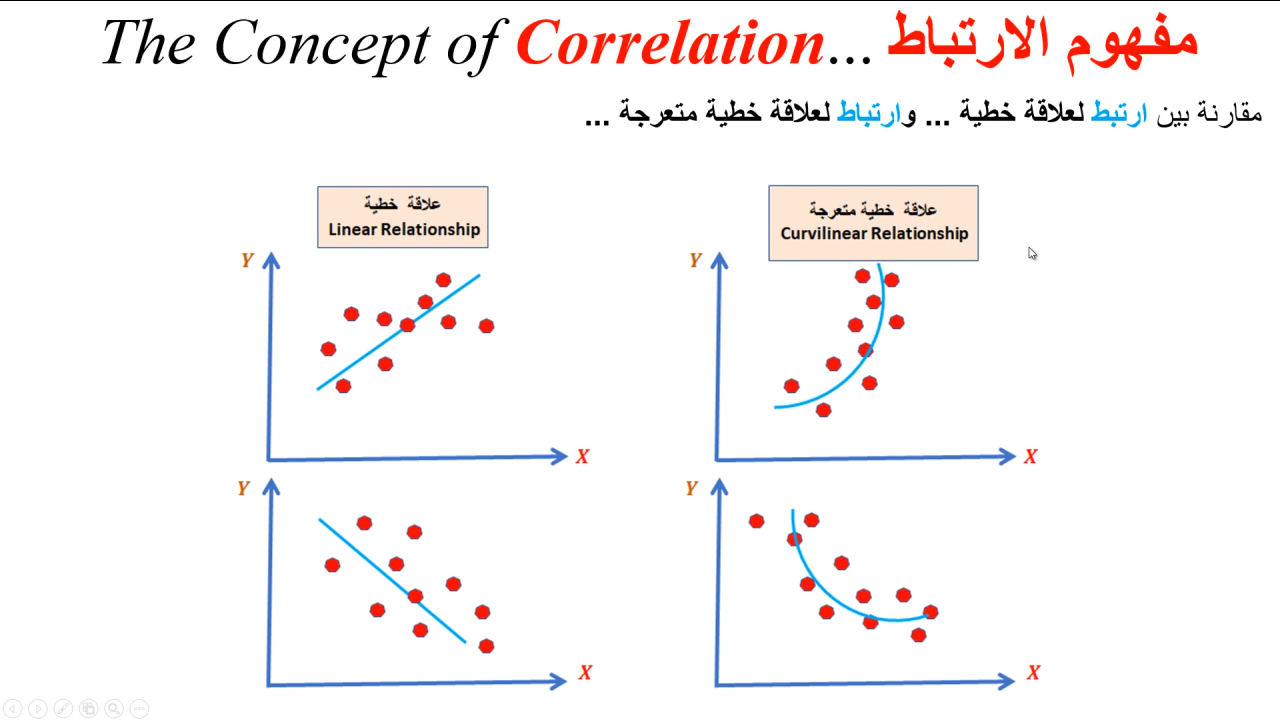 The Concept of Correlation... مفهوم الارتباط
مقارنة بين ارتبط لعلاقة خطية ... وارتباط لعلاقة خطية متعرجة ...
علاقة خطية
Linear Relationship
علاقة خطية متعرجة
Curvilinear Relationship
Y
X
Y
X
Y
X
Y
X